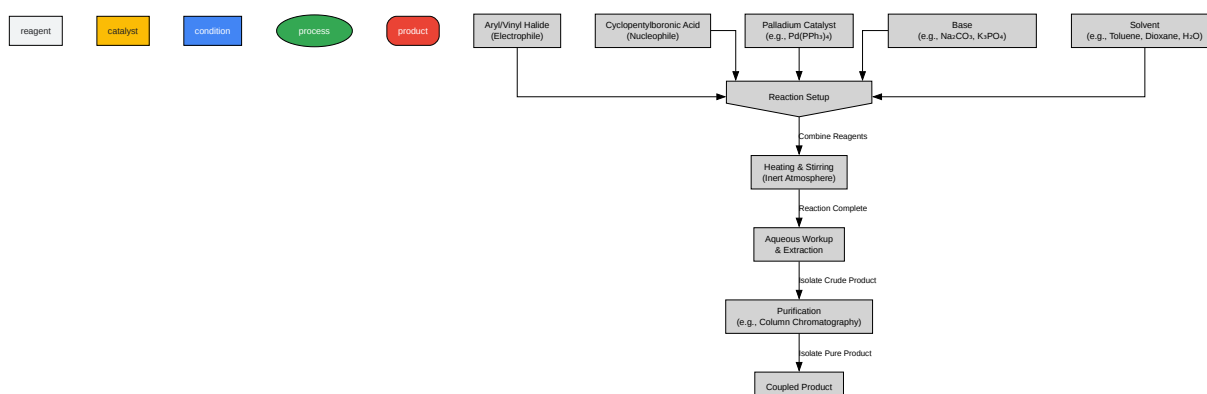 reagent
catalyst
condition
process
product
Aryl/Vinyl Halide
(Electrophile)
Cyclopentylboronic Acid
(Nucleophile)
Palladium Catalyst
(e.g., Pd(PPh₃)₄)
Base
(e.g., Na₂CO₃, K₃PO₄)
Solvent
(e.g., Toluene, Dioxane, H₂O)
Reaction Setup
Combine Reagents
Heating & Stirring
(Inert Atmosphere)
Reaction Complete
Aqueous Workup
& Extraction
Isolate Crude Product
Purification
(e.g., Column Chromatography)
Isolate Pure Product
Coupled Product